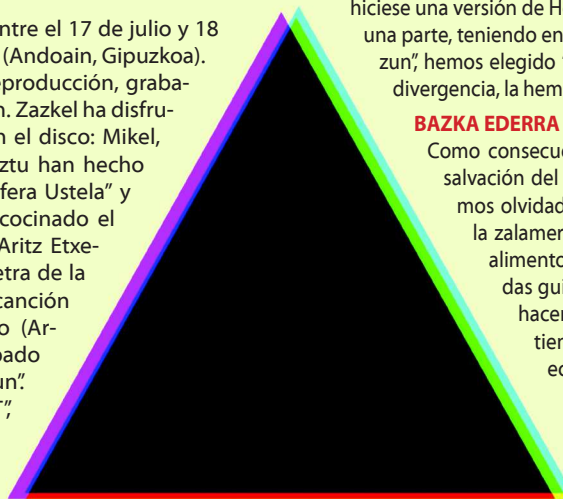 ntre el 17 de julio y 18
(Andoain, Gipuzkoa).
eproducción, graba-
n. Zazkel ha disfru-
n el disco: Mikel,
ztu han hecho
fera Ustela” y
cocinado el
Aritz Etxe-
etra de la
canción
o (Ar-
pado
un”.
”,
hiciese una versión de He
una parte, teniendo en
zun”, hemos elegido
divergencia, la hem
BAZKA EDERRA
Como consecue
salvación del
mos olvidad
la zalamer
alimento
das gui
hacer
tier
ec